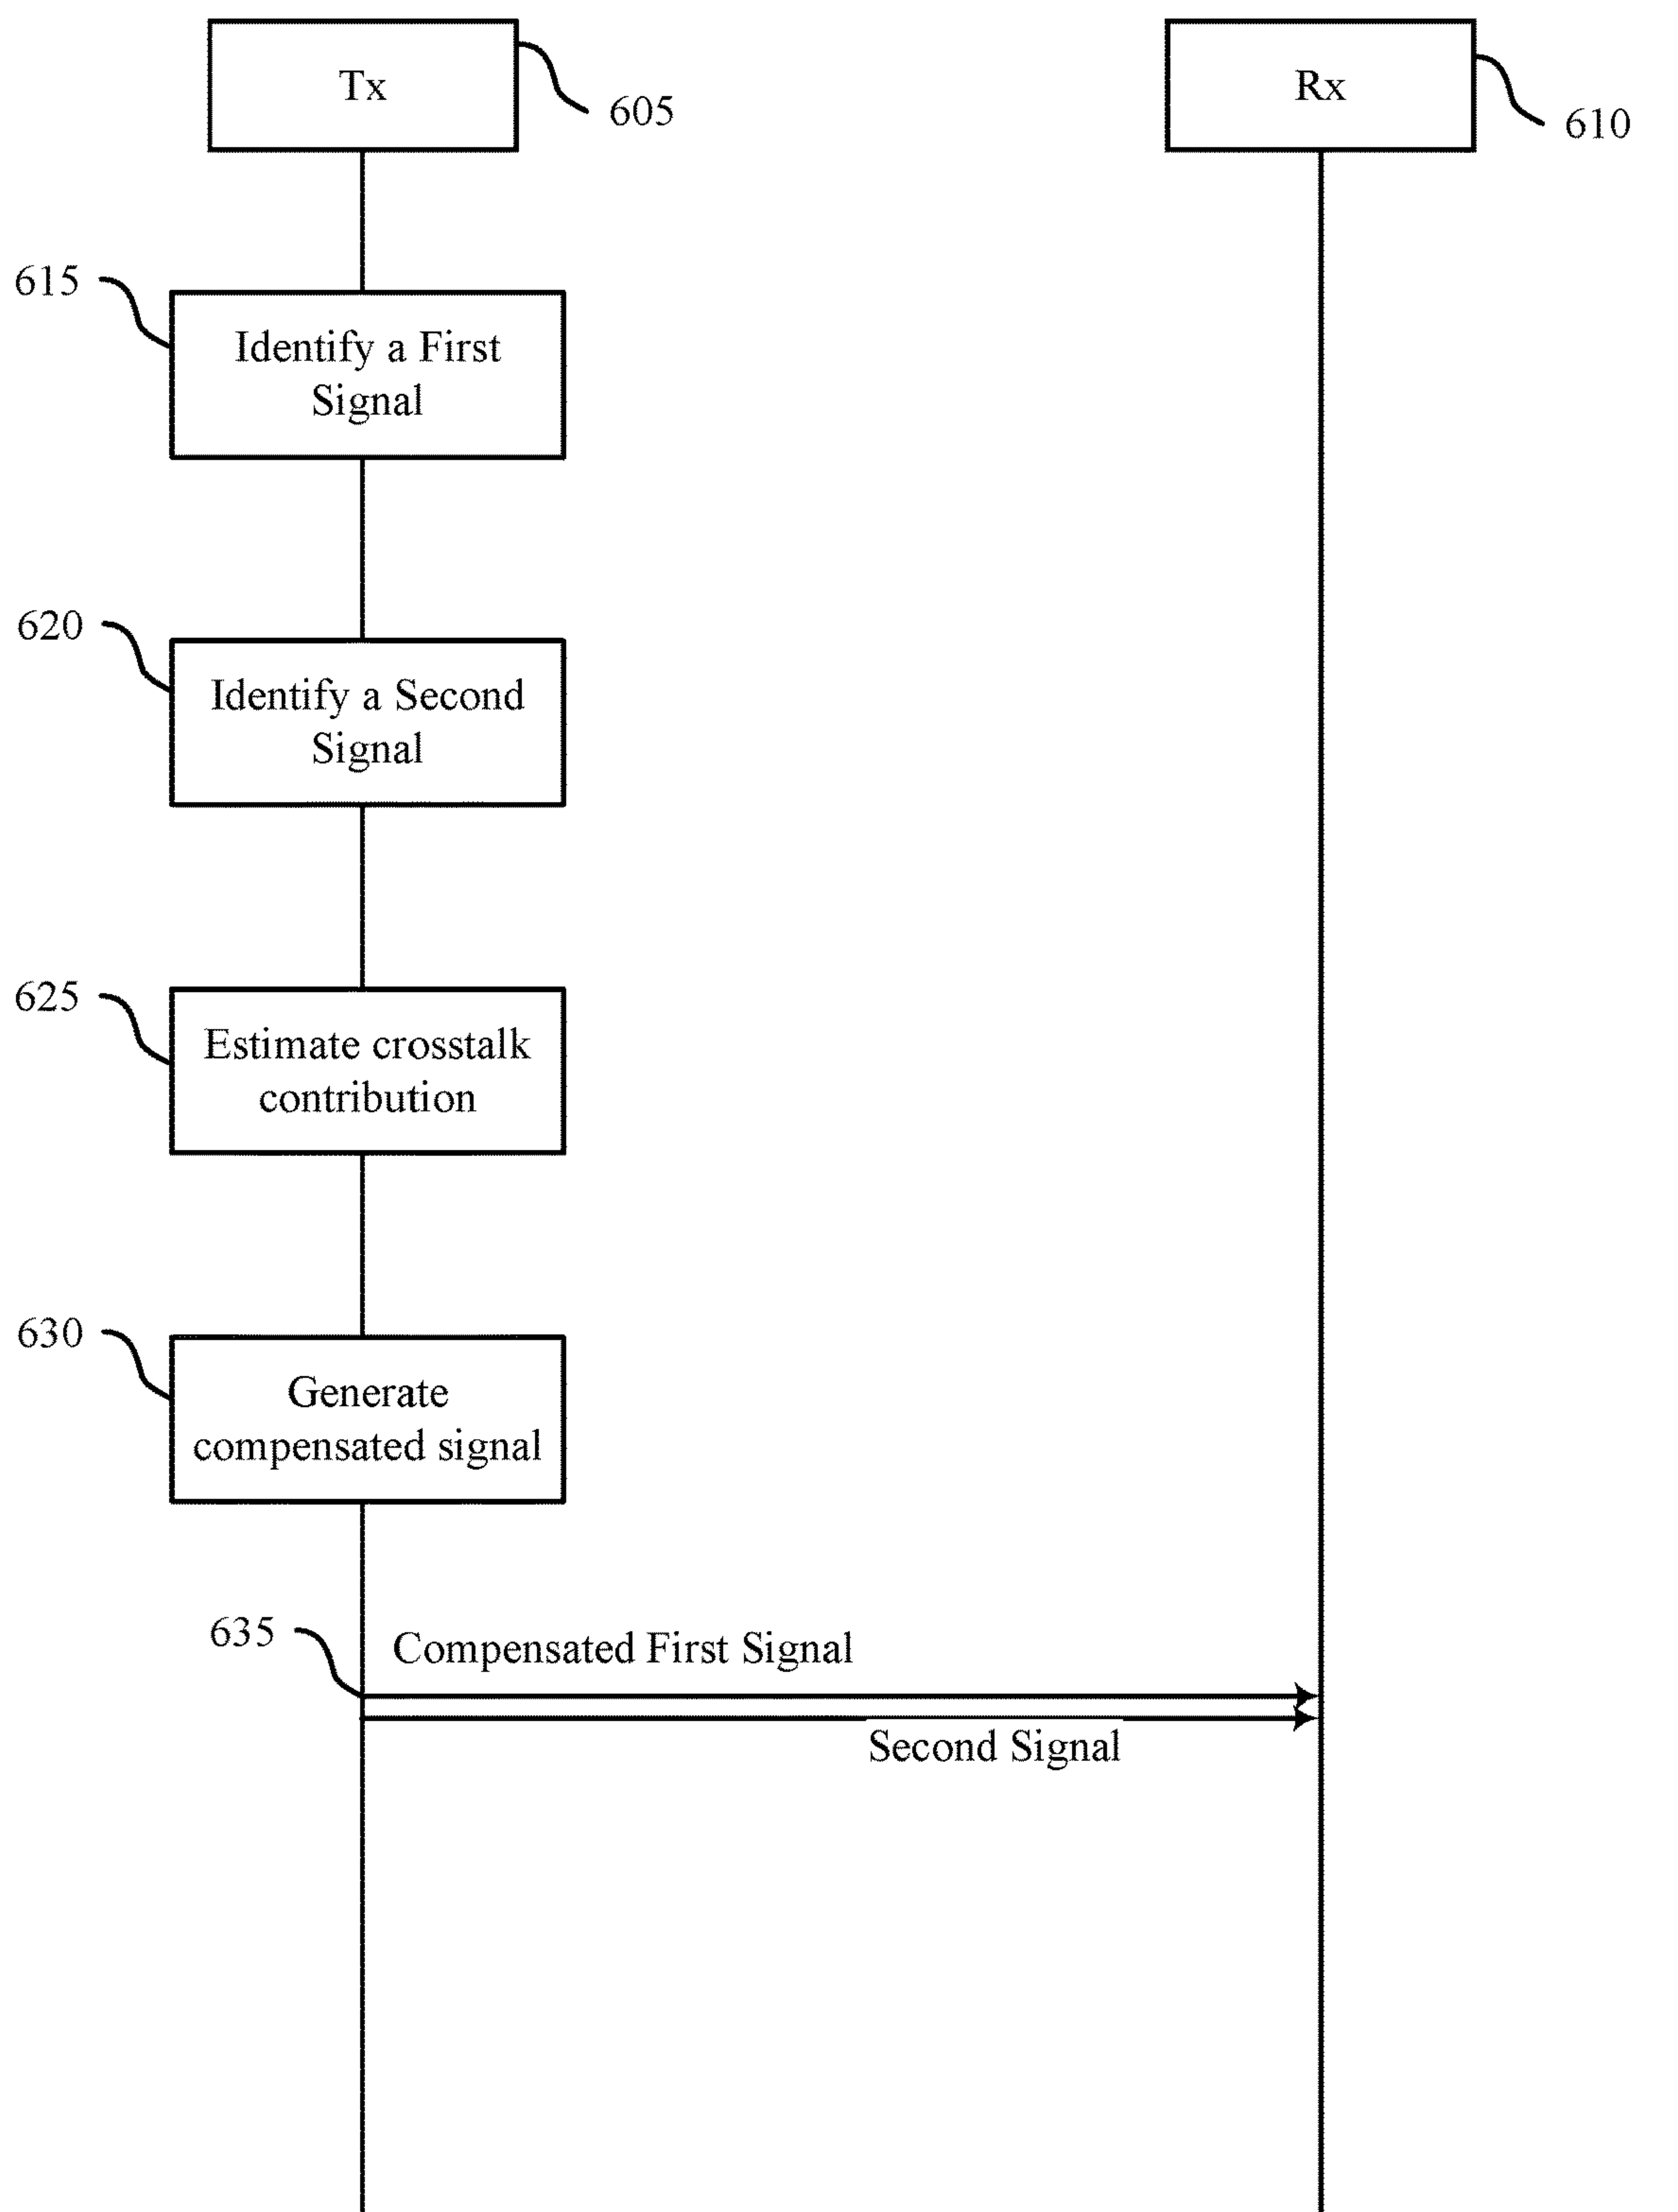 Tx
605
Rx
610
615
Identify a First
Signal
620
Identify a Second
Signal
625
Estimate crosstalk
contribution
630
Generate
compensated signal
635
Compensated First Signal
Second Signal